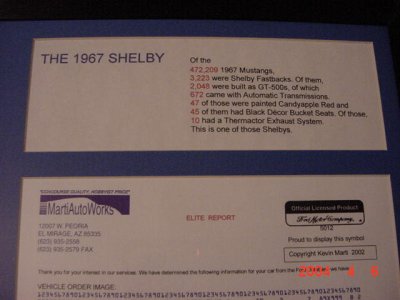 THE 1967 SHELBY
Of the
472,209 1967 Mustangs,
3,223 were Shelby Fastbacks. Of them,
2,048 were built as GT-500s, of which
672 came with Automatic Transmissions.
47 of those were painted Candyapple Red and
45 of them had Black Décor Bucket Seats. Of those,
10 had a Thermactor Exhaust System.
This is one of those Shelbys.
"CONCOURSE QUALITY, HOBBYIST PRICE"
MartiAutoWorks
12007 W. PEORIA
EL MIRAGE, AZ 85335
(623) 935-2558
(623) 935-2579 FAX
ELITE REPORT
Official Licensed Product
Ford Motor Company
5012
Proud to display this symbol
Copyright Kevin Marti 2002
Thank you for your interest in our services. We have determined the following information for your car from the Ford
we have
VEHICLE ORDER IMAGE: